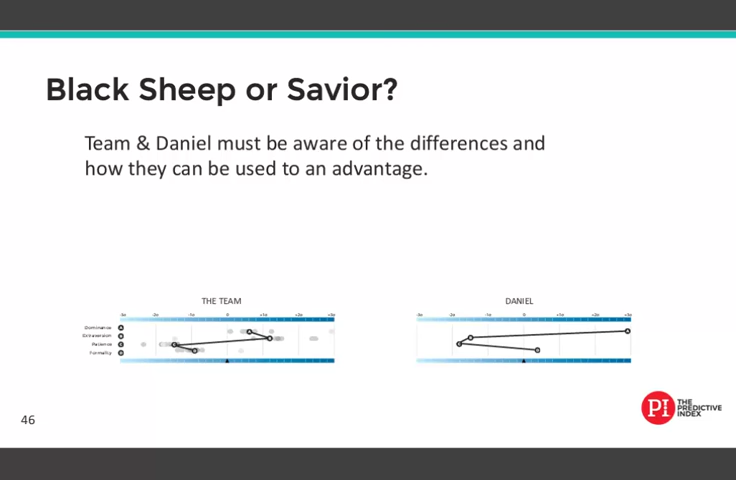 Black Sheep or Savior?
Team & Daniel must be aware of the differences and
how they can be used to an advantage.
THE TEAM
DANIEL
Dominance A
Extraversion B
Patience C
Formality D
46
PI THE
PREDICTIVE
INDEX